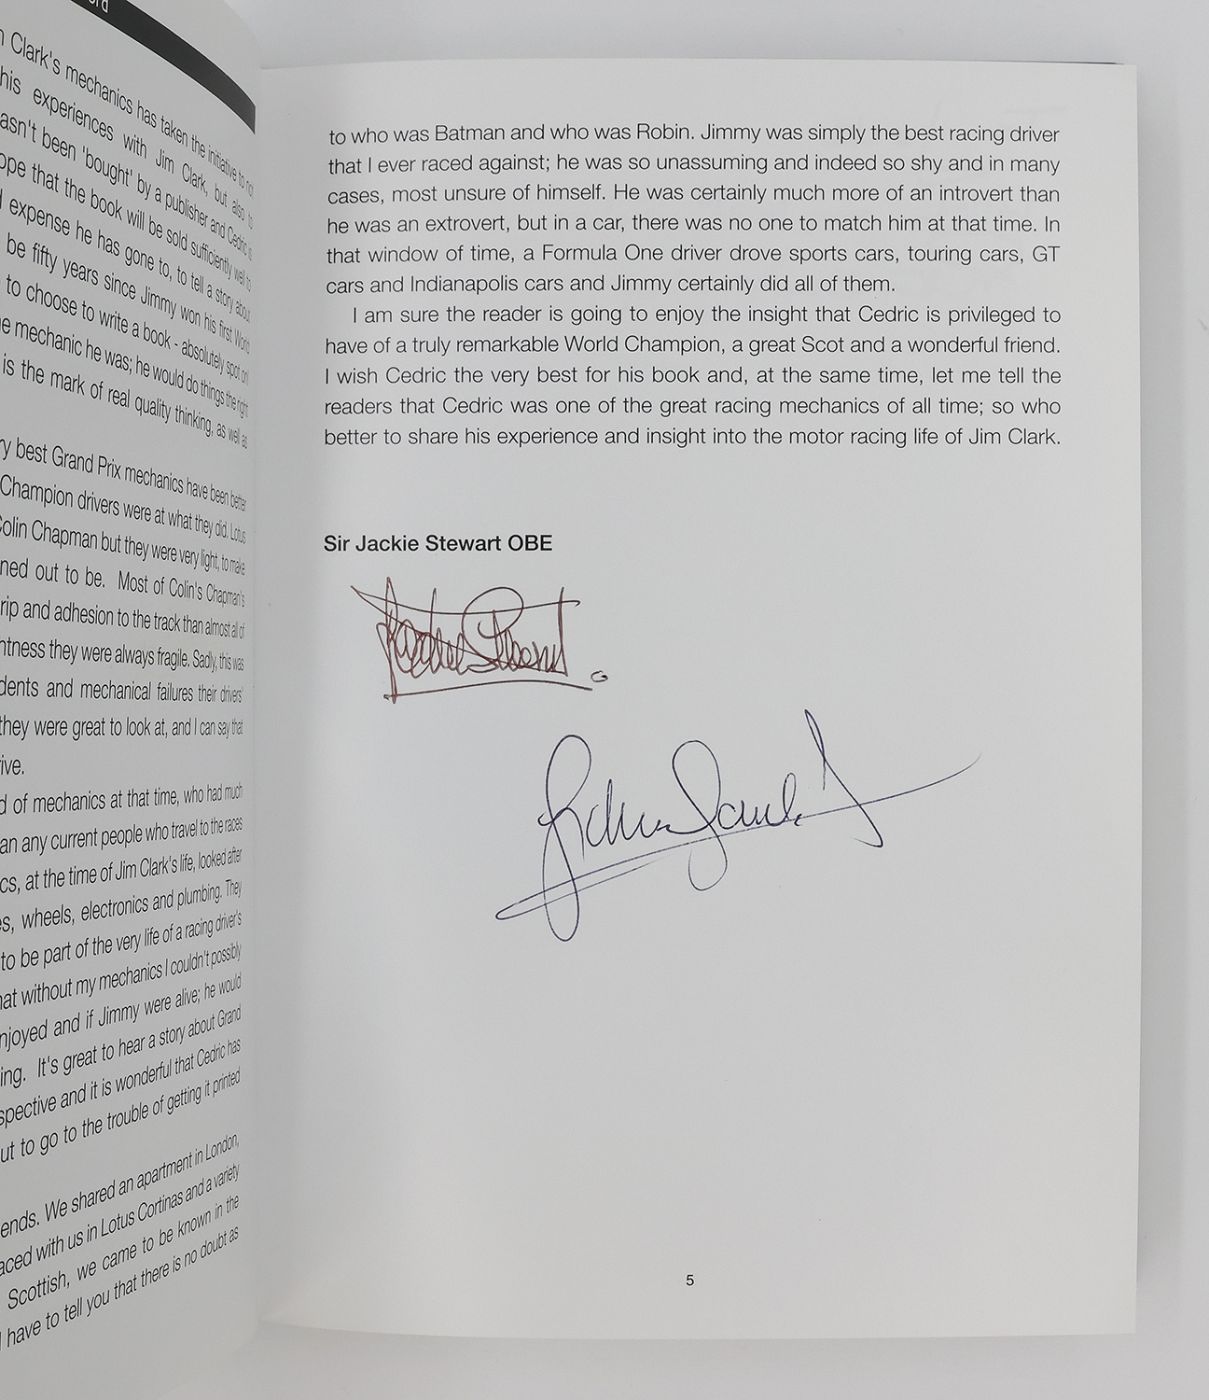 ord
n Clark's mechanics has taken the initiative to not
his experiences with Jim Clark, but also to
asn't been 'bought' by a publisher and Cedric is
ope that the book will be sold sufficiently well to
d expense he has gone to, to tell a story about
be fifty years since Jimmy won his first World
to choose to write a book - absolutely spot on!
e mechanic he was; he would do things the right
is the mark of real quality thinking, as well as
ry best Grand Prix mechanics have been better
Champion drivers were at what they did. Lotus
Colin Chapman but they were very light, to make
ned out to be. Most of Colin's Chapman's
rip and adhesion to the track than almost all of
htness they were always fragile. Sadly, this was
dents and mechanical failures their drivers'
they were great to look at, and I can say that
ive.
d of mechanics at that time, who had much
an any current people who travel to the races
cs, at the time of Jim Clark's life, looked after
es, wheels, electronics and plumbing. They
to be part of the very life of a racing driver's
hat without my mechanics I couldn't possibly
njoyed and if Jimmy were alive; he would
ing. It's great to hear a story about Grand
spective and it is wonderful that Cedric has
ut to go to the trouble of getting it printed
ends. We shared an apartment in London,
aced with us in Lotus Cortinas and a variety
Scottish, we came to be known in the
I have to tell you that there is no doubt as
to who was Batman and who was Robin. Jimmy was simply the best racing driver
that I ever raced against; he was so unassuming and indeed so shy and in many
cases, most unsure of himself. He was certainly much more of an introvert than
he was an extrovert, but in a car, there was no one to match him at that time. In
that window of time, a Formula One driver drove sports cars, touring cars, GT
cars and Indianapolis cars and Jimmy certainly did all of them.
I am sure the reader is going to enjoy the insight that Cedric is privileged to
have of a truly remarkable World Champion, a great Scot and a wonderful friend.
I wish Cedric the very best for his book and, at the same time, let me tell the
readers that Cedric was one of the great racing mechanics of all time; so who
better to share his experience and insight into the motor racing life of Jim Clark.
Sir Jackie Stewart OBE
Jackie Stewart
5